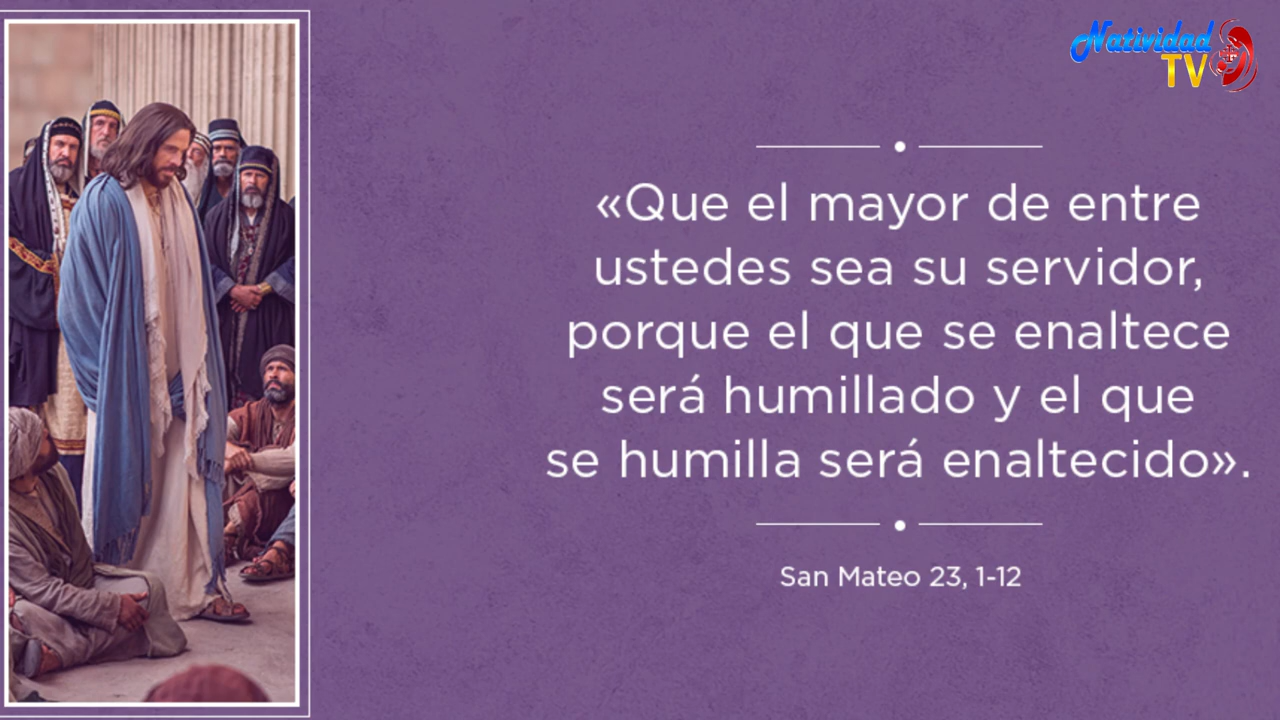 Natividad
TV
«Que el mayor de entre
ustedes sea su servidor,
porque el que se enaltece
será humillado y el que
se humilla será enaltecido».
San Mateo 23, 1-12